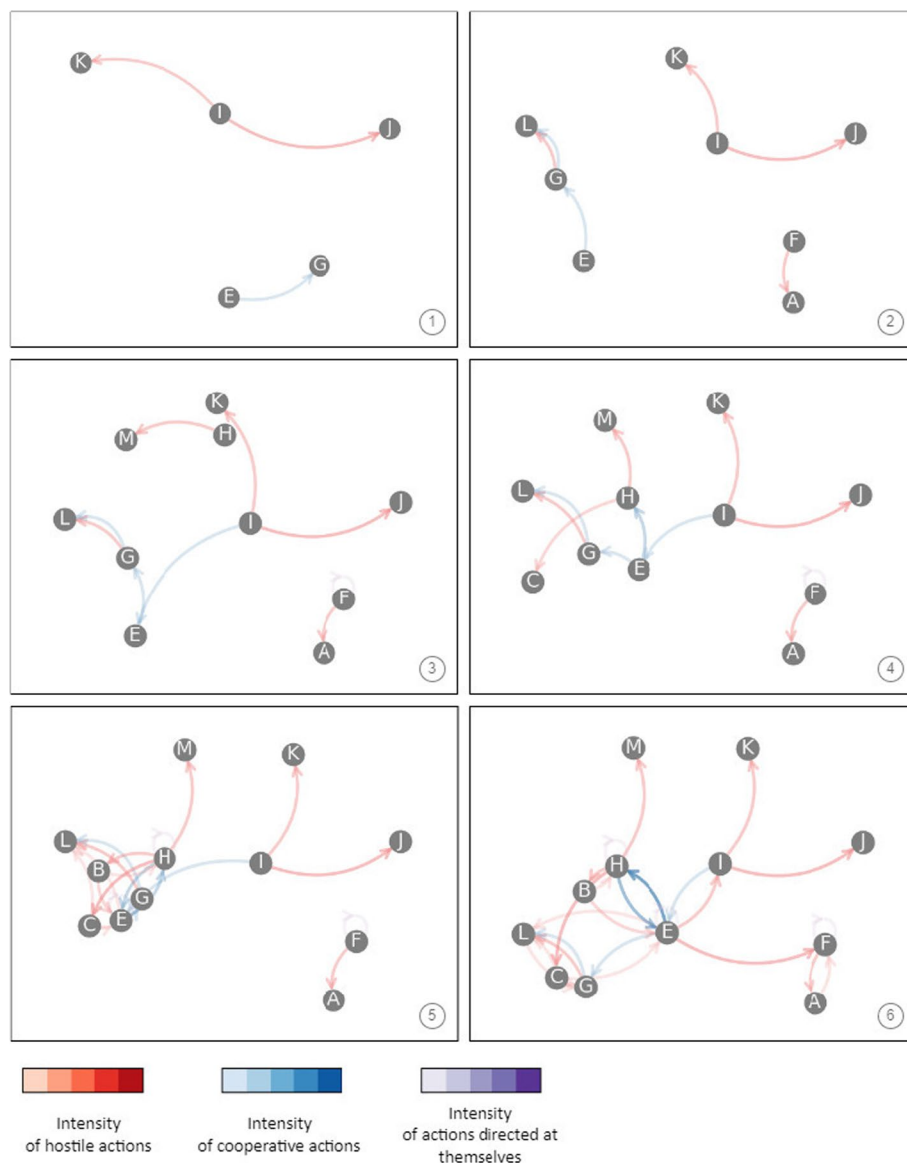 K
I
J
G
E
1
K
L
J
I
G
F
E
A
2
K
M
H
J
L
I
G
F
E
A
3
K
M
L
H
J
I
G
E
C
F
A
4
M
K
L
H
I
J
B
G
C
E
F
A
5
M
K
J
H
I
B
L
E
F
C
G
A
6
Intensity
of hostile actions
Intensity
of cooperative actions
Intensity
of actions directed at
themselves